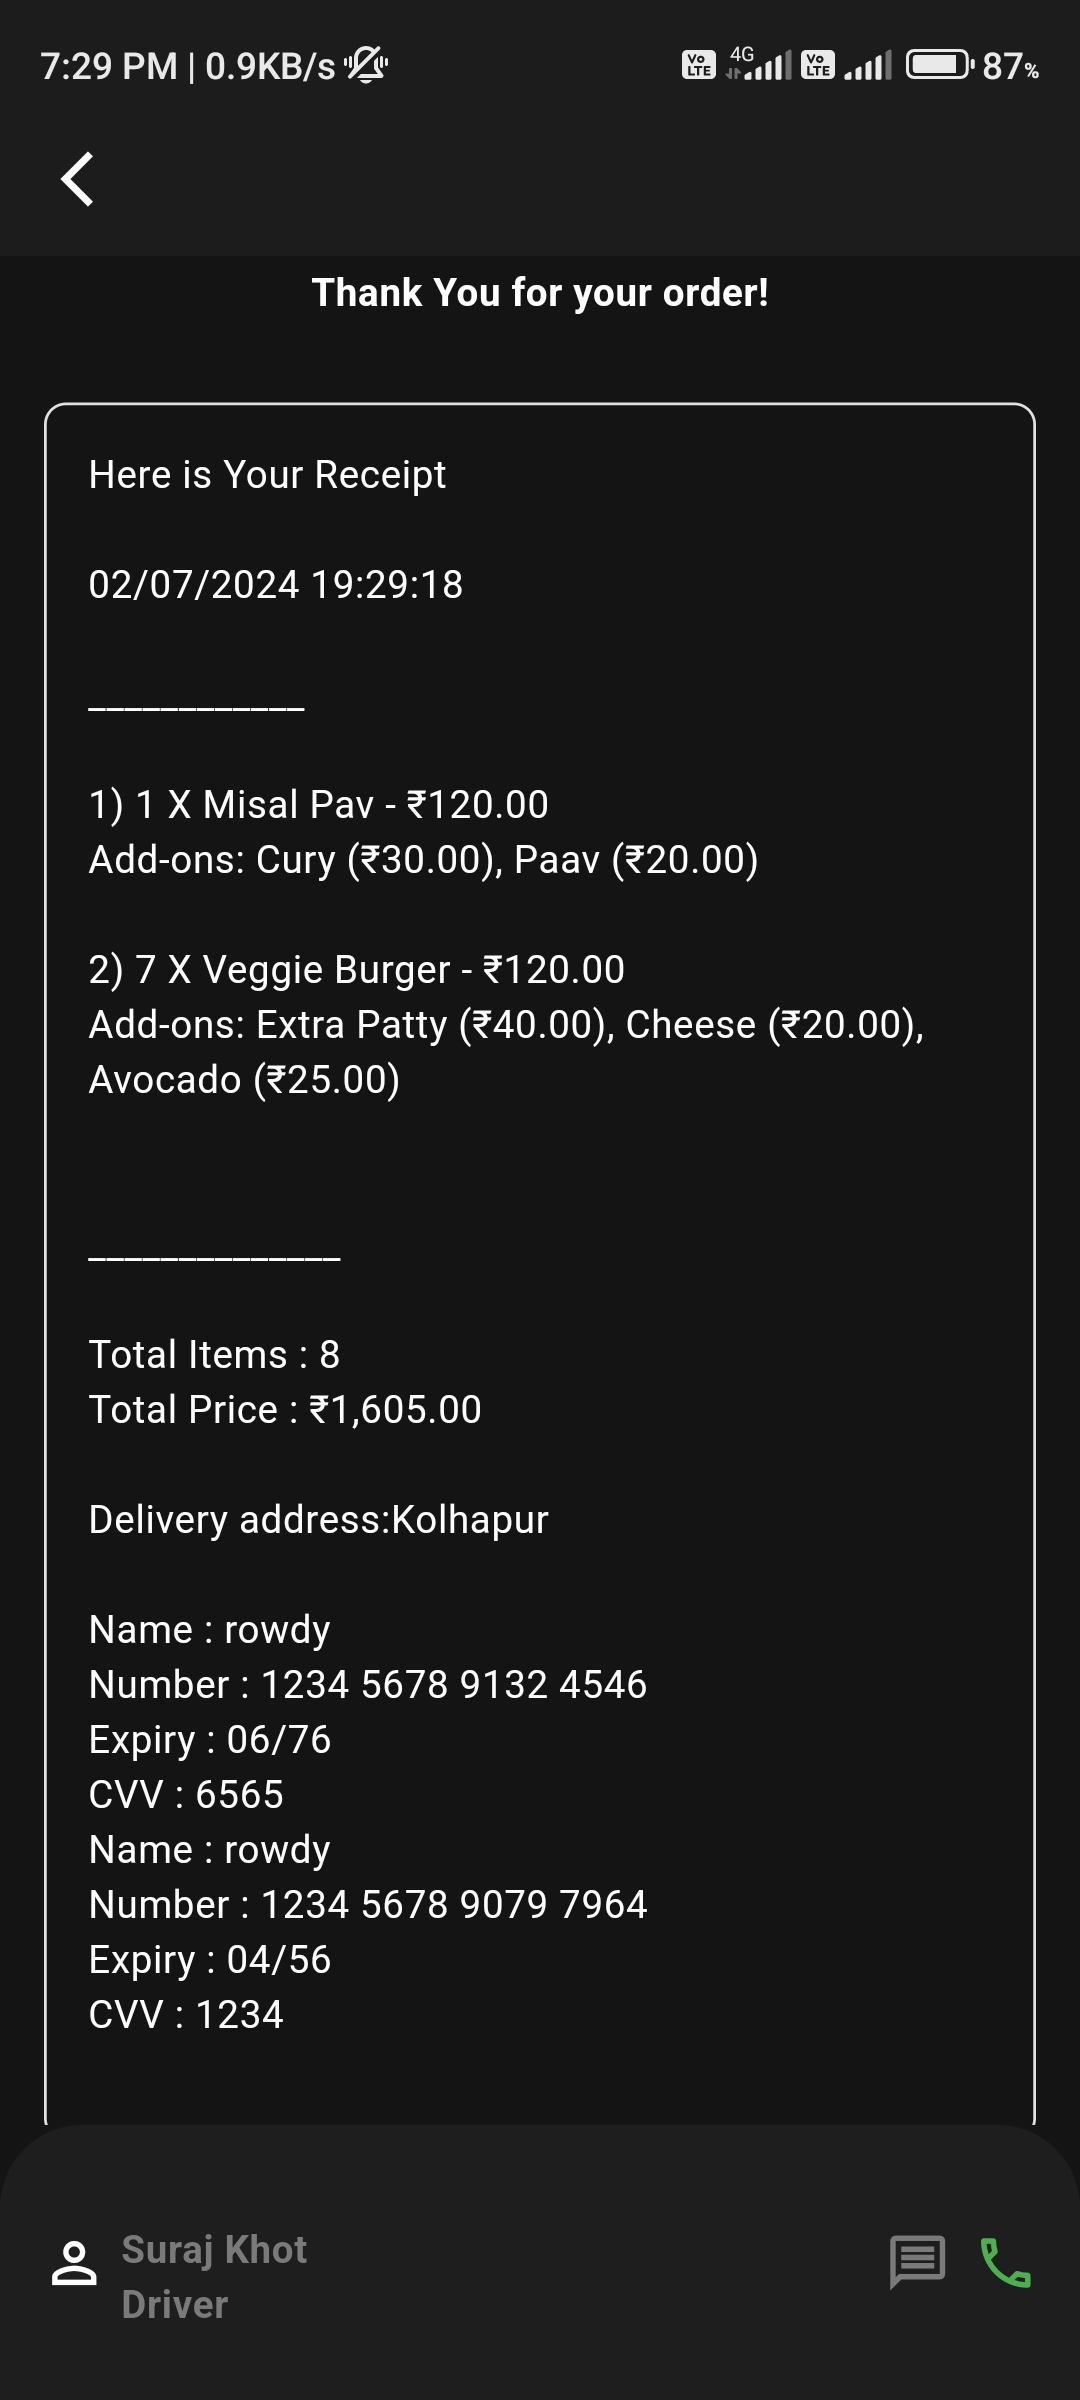 7:29 PM | 0.9KB/s Vo LTE 4G Vo LTE 87%
Thank You for your order!
Here is Your Receipt
02/07/2024 19:29:18
____________
1) 1 X Misal Pav - ₹120.00
Add-ons: Cury (₹30.00), Paav (₹20.00)
2) 7 X Veggie Burger - ₹120.00
Add-ons: Extra Patty (₹40.00), Cheese (₹20.00),
Avocado (₹25.00)
______________
Total Items : 8
Total Price : ₹1,605.00
Delivery address:Kolhapur
Name : rowdy
Number : 1234 5678 9132 4546
Expiry : 06/76
CVV : 6565
Name : rowdy
Number : 1234 5678 9079 7964
Expiry : 04/56
CVV : 1234
Suraj Khot
Driver